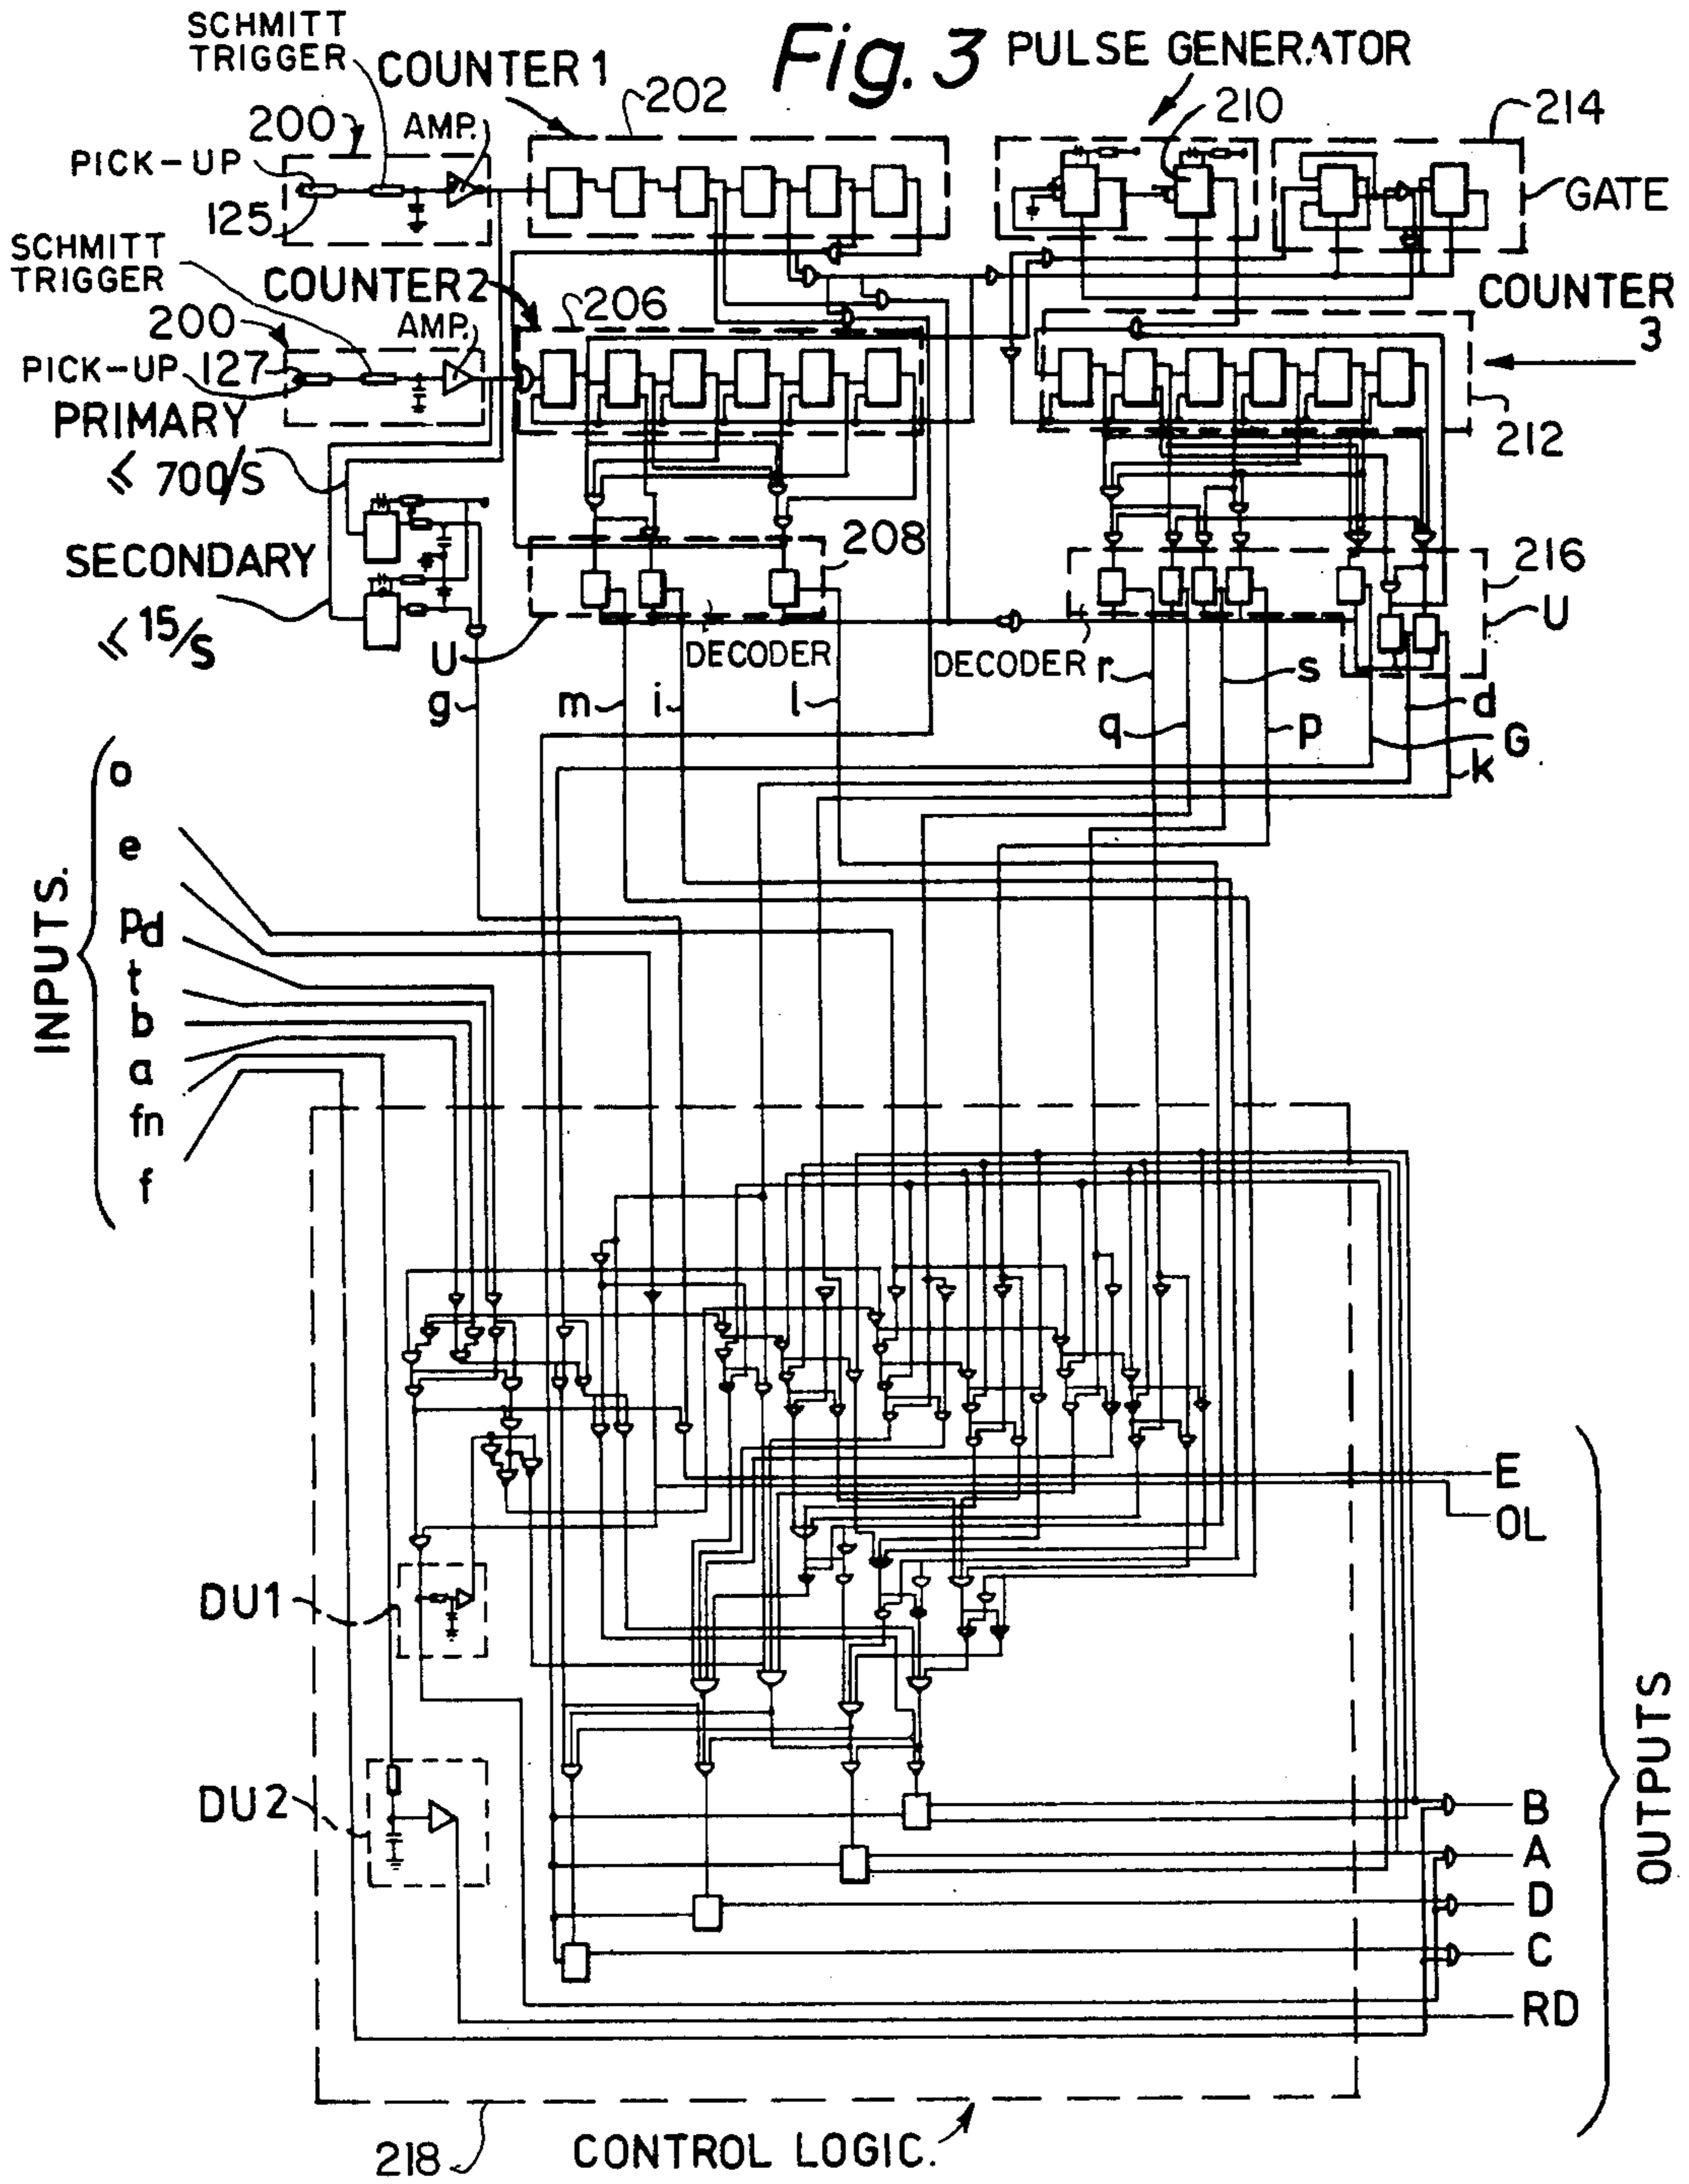 SCHMITT
TRIGGER
COUNTER 1
Fig. 3
PULSE GENERATOR
202
210
214
200
AMP.
PICK-UP
125
GATE
SCHMITT
TRIGGER
COUNTER 2
206
COUNTER
3
200
AMP.
PICK-UP
127
212
PRIMARY
≤ 700/S
SECONDARY
≤ 15/S
208
216
U
U
DECODER
DECODER
g
m
i
l
r
s
q
p
d
G
k
INPUTS.
o
e
Pd
t
b
a
fn
f
E
OL
DU1
DU2
OUTPUTS
B
A
D
C
RD
218
CONTROL LOGIC.